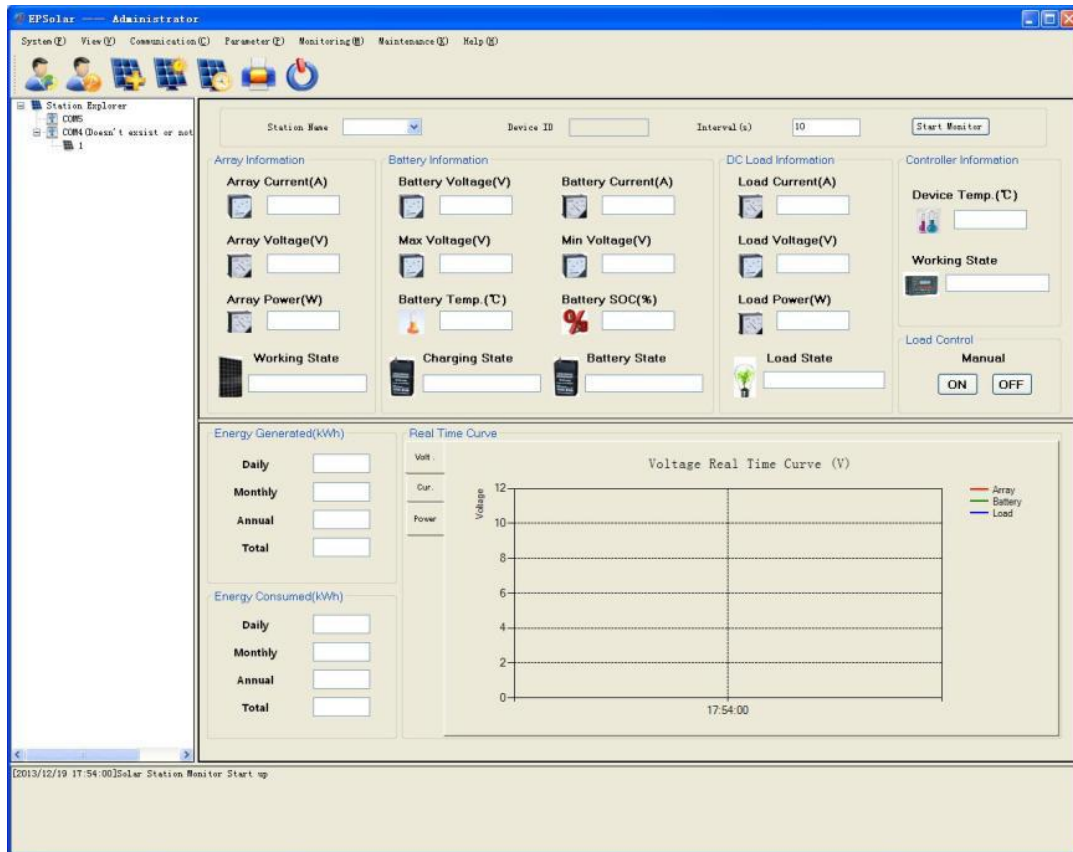 EPSolar —— Administrator
System(F) View(V) Communication(C) Parameter(P) Monitoring(M) Maintenance(X) Help(H)
Station Explorer
COM5
COM4(Doesn't exsist or not
1
Station Name Device ID Interval(s) 10 Start Monitor
Array Information Battery Information DC Load Information Controller Information
Array Current(A) Battery Voltage(V) Battery Current(A) Load Current(A)
Device Temp.(℃)
Array Voltage(V) Max Voltage(V) Min Voltage(V) Load Voltage(V)
Working State
Array Power(W) Battery Temp.(℃) Battery SOC(%) Load Power(W)
%
Load Control
Working State Charging State Battery State Load State Manual
ON OFF
Energy Generated(kWh) Real Time Curve
Daily
Monthly
Annual
Total
Energy Consumed(kWh)
Daily
Monthly
Annual
Total
Volt.
Cur.
Power
Voltage Real Time Curve (V)
Voltage
12
10
8
6
4
2
0
17:54:00
Array
Battery
Load
[2013/12/19 17:54:00]Solar Station Monitor Start up